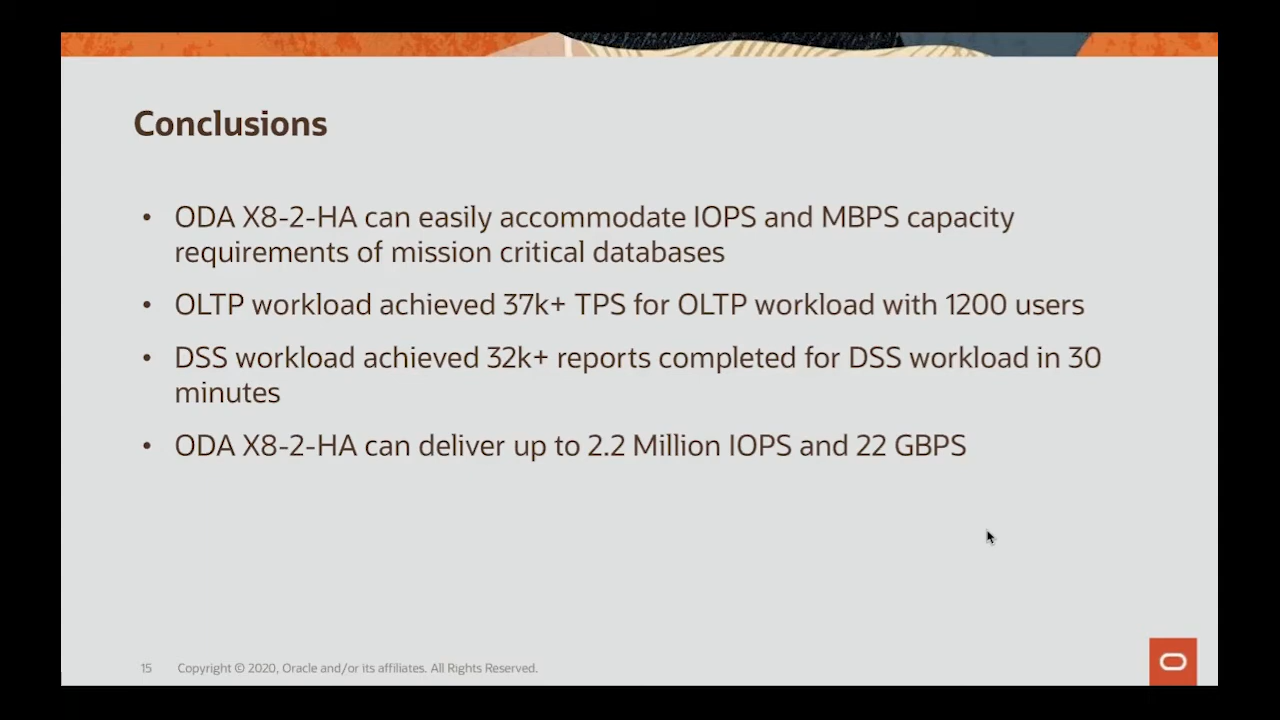 Conclusions
• ODA X8-2-HA can easily accommodate IOPS and MBPS capacity
requirements of mission critical databases
• OLTP workload achieved 37k+ TPS for OLTP workload with 1200 users
• DSS workload achieved 32k+ reports completed for DSS workload in 30
minutes
• ODA X8-2-HA can deliver up to 2.2 Million IOPS and 22 GBPS
15 Copyright © 2020, Oracle and/or its affiliates. All Rights Reserved.